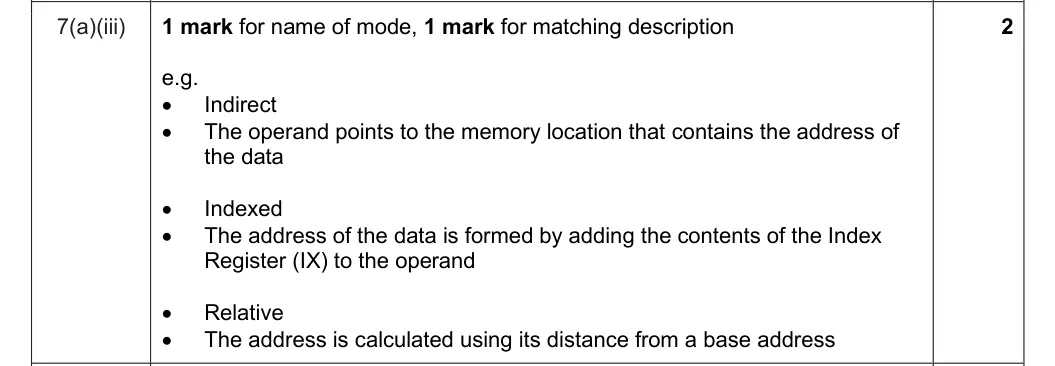 7(a)(iii) 1 mark for name of mode, 1 mark for matching description 2
e.g.
• Indirect
• The operand points to the memory location that contains the address of
the data
• Indexed
• The address of the data is formed by adding the contents of the Index
Register (IX) to the operand
• Relative
• The address is calculated using its distance from a base address